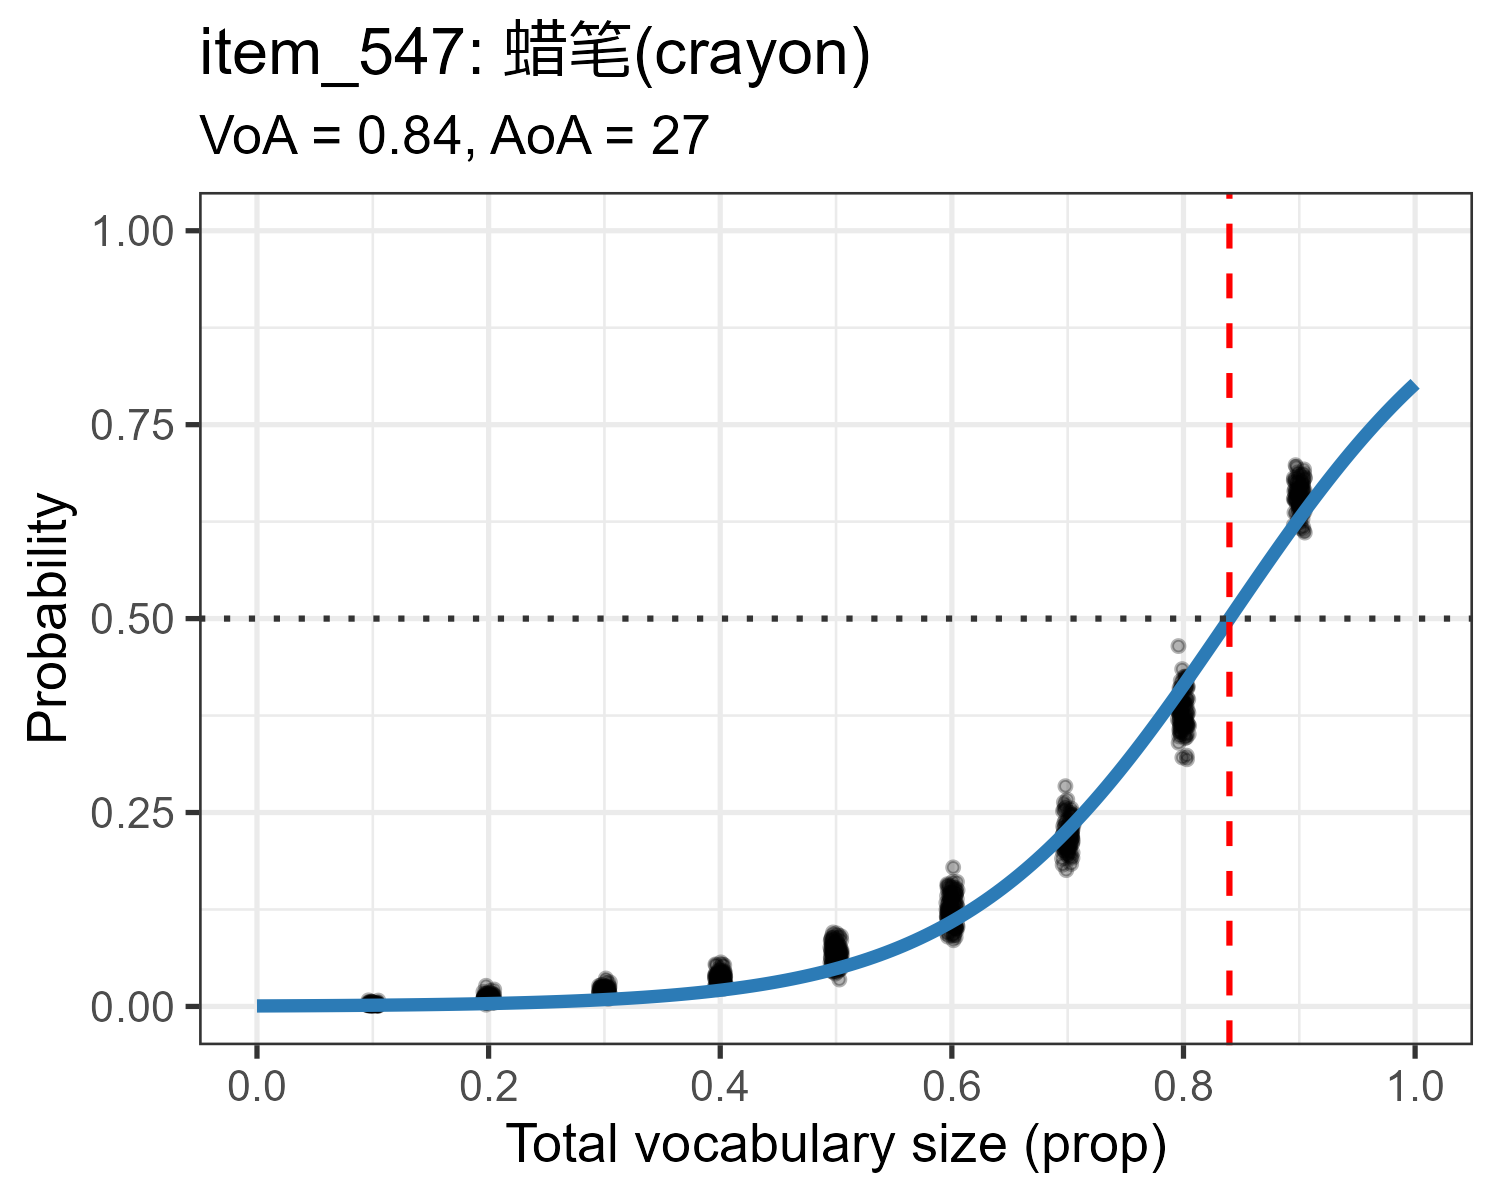 item_547: 蜡笔(crayon)
VoA = 0.84, AoA = 27
Probability
1.00
0.75
0.50
0.25
0.00
0.0 0.2 0.4 0.6 0.8 1.0
Total vocabulary size (prop)